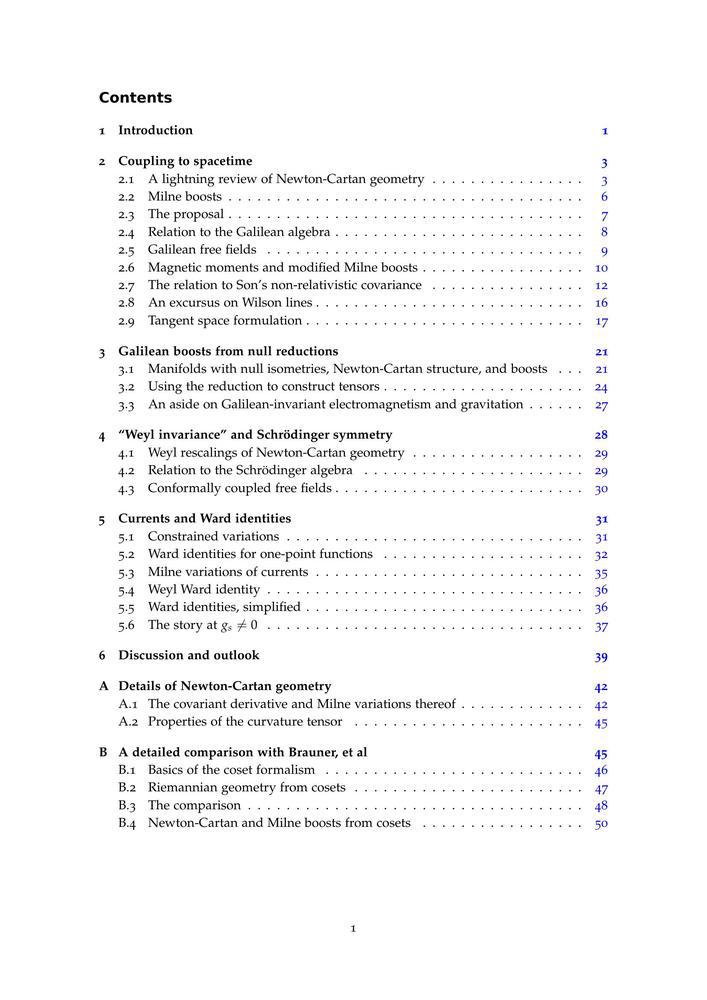 Contents
1 Introduction 1
2 Coupling to spacetime 3
2.1 A lightning review of Newton-Cartan geometry . . . . . . . . . . . . . . . . 3
2.2 Milne boosts . . . . . . . . . . . . . . . . . . . . . . . . . . . . . . . . . . 6
2.3 The proposal . . . . . . . . . . . . . . . . . . . . . . . . . . . . . . . . . . 7
2.4 Relation to the Galilean algebra . . . . . . . . . . . . . . . . . . . . . . . . 8
2.5 Galilean free fields . . . . . . . . . . . . . . . . . . . . . . . . . . . . . . . 9
2.6 Magnetic moments and modified Milne boosts . . . . . . . . . . . . . . . . . 10
2.7 The relation to Son's non-relativistic covariance . . . . . . . . . . . . . . . . 12
2.8 An excursus on Wilson lines . . . . . . . . . . . . . . . . . . . . . . . . . . 16
2.9 Tangent space formulation . . . . . . . . . . . . . . . . . . . . . . . . . . . 17
3 Galilean boosts from null reductions 21
3.1 Manifolds with null isometries, Newton-Cartan structure, and boosts . . . 21
3.2 Using the reduction to construct tensors . . . . . . . . . . . . . . . . . . . . . 24
3.3 An aside on Galilean-invariant electromagnetism and gravitation . . . . . . 27
4 “Weyl invariance” and Schrödinger symmetry 28
4.1 Weyl rescalings of Newton-Cartan geometry . . . . . . . . . . . . . . . . . . 29
4.2 Relation to the Schrödinger algebra . . . . . . . . . . . . . . . . . . . . . . 29
4.3 Conformally coupled free fields . . . . . . . . . . . . . . . . . . . . . . . . . 30
5 Currents and Ward identities 31
5.1 Constrained variations . . . . . . . . . . . . . . . . . . . . . . . . . . . . . 31
5.2 Ward identities for one-point functions . . . . . . . . . . . . . . . . . . . . . 32
5.3 Milne variations of currents . . . . . . . . . . . . . . . . . . . . . . . . . . . 35
5.4 Weyl Ward identity . . . . . . . . . . . . . . . . . . . . . . . . . . . . . . . 36
5.5 Ward identities, simplified . . . . . . . . . . . . . . . . . . . . . . . . . . . . 36
5.6 The story at gₛ ≠ 0 . . . . . . . . . . . . . . . . . . . . . . . . . . . . . . . 37
6 Discussion and outlook 39
A Details of Newton-Cartan geometry 42
A.1 The covariant derivative and Milne variations thereof . . . . . . . . . . . . . 42
A.2 Properties of the curvature tensor . . . . . . . . . . . . . . . . . . . . . . . 45
B A detailed comparison with Brauner, et al 45
B.1 Basics of the coset formalism . . . . . . . . . . . . . . . . . . . . . . . . . . 46
B.2 Riemannian geometry from cosets . . . . . . . . . . . . . . . . . . . . . . . . 47
B.3 The comparison . . . . . . . . . . . . . . . . . . . . . . . . . . . . . . . . . 48
B.4 Newton-Cartan and Milne boosts from cosets . . . . . . . . . . . . . . . . . 50
1